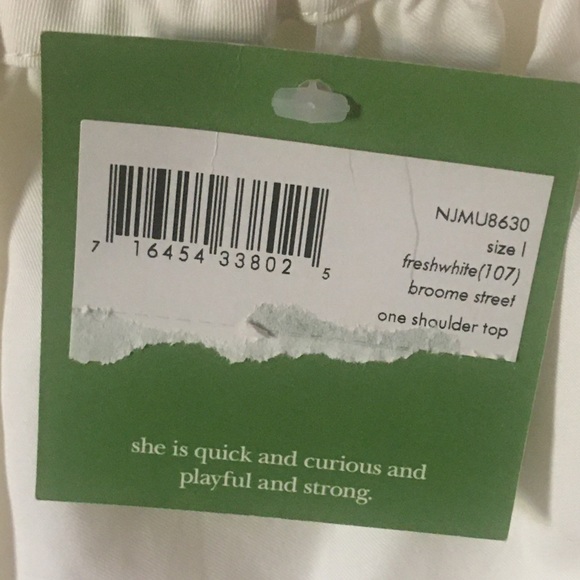 7 16454 33802 5
NJMU8630
size l
freshwhite(107)
broome street
one shoulder top
she is quick and curious and
playful and strong.